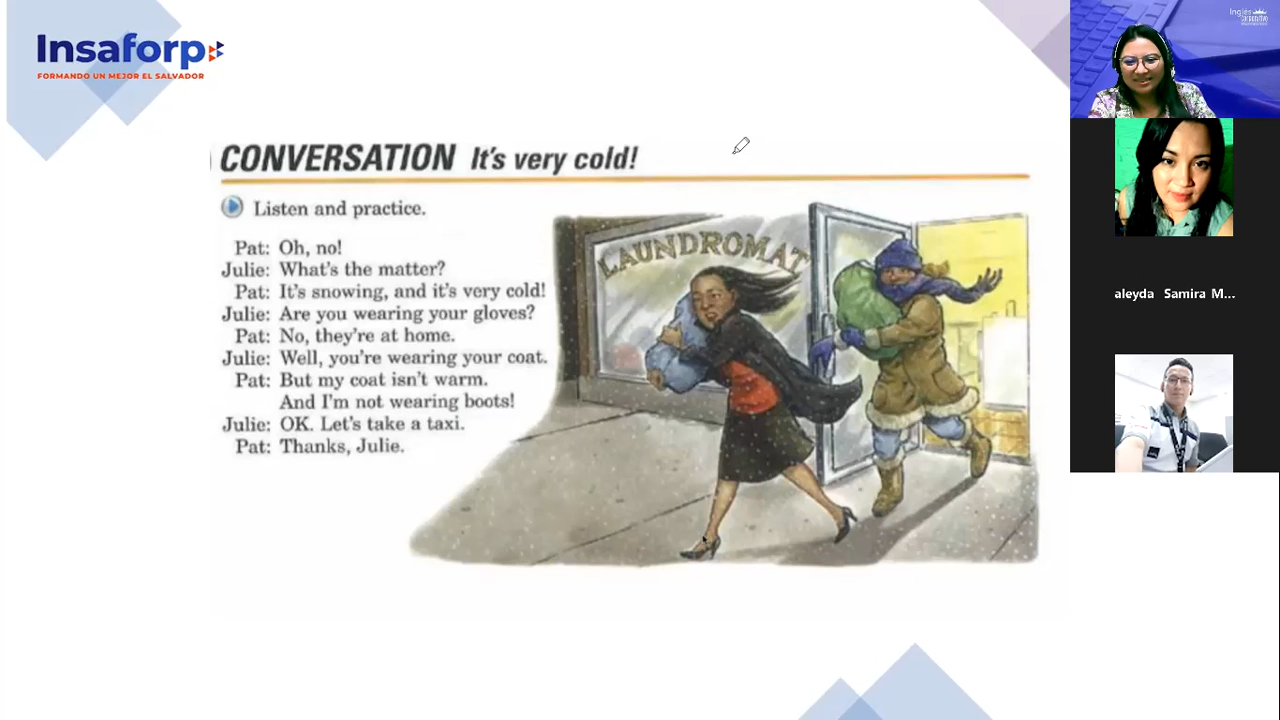 Insaforp
FORMANDO UN MEJOR EL SALVADOR
CONVERSATION It's very cold!
Listen and practice.
Pat: Oh, no!
Julie: What's the matter?
Pat: It's snowing, and it's very cold!
Julie: Are you wearing your gloves?
Pat: No, they're at home.
Julie: Well, you're wearing your coat.
Pat: But my coat isn't warm.
And I'm not wearing boots!
Julie: OK. Let's take a taxi.
Pat: Thanks, Julie.
LAUNDROMAT
Inglés
aleyda Samira M...